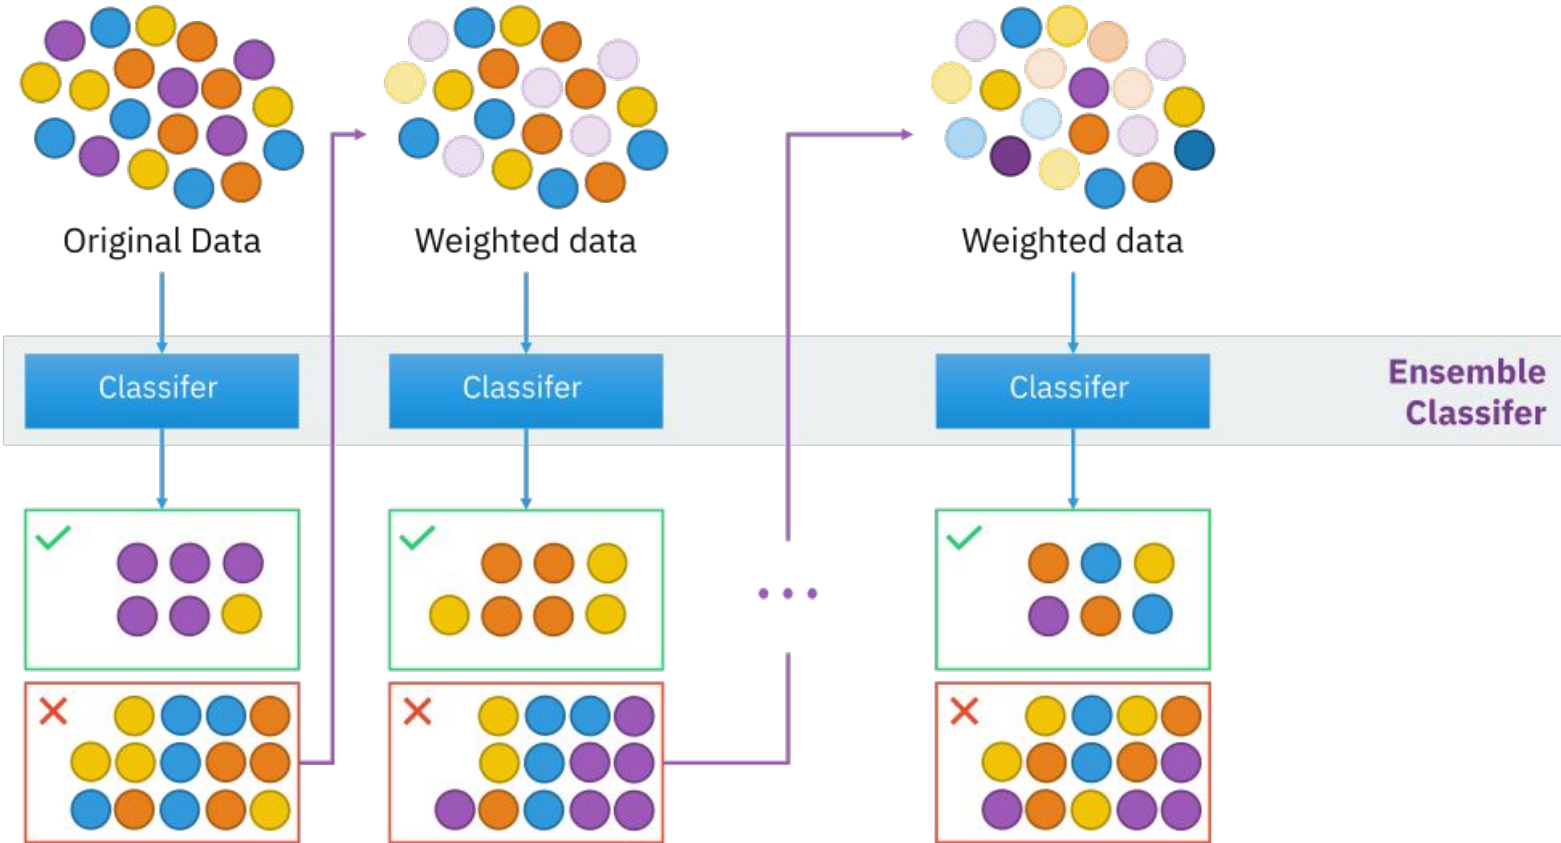 Original Data
Weighted data
Weighted data
Classifer
Classifer
Classifer
Ensemble
Classifer
...